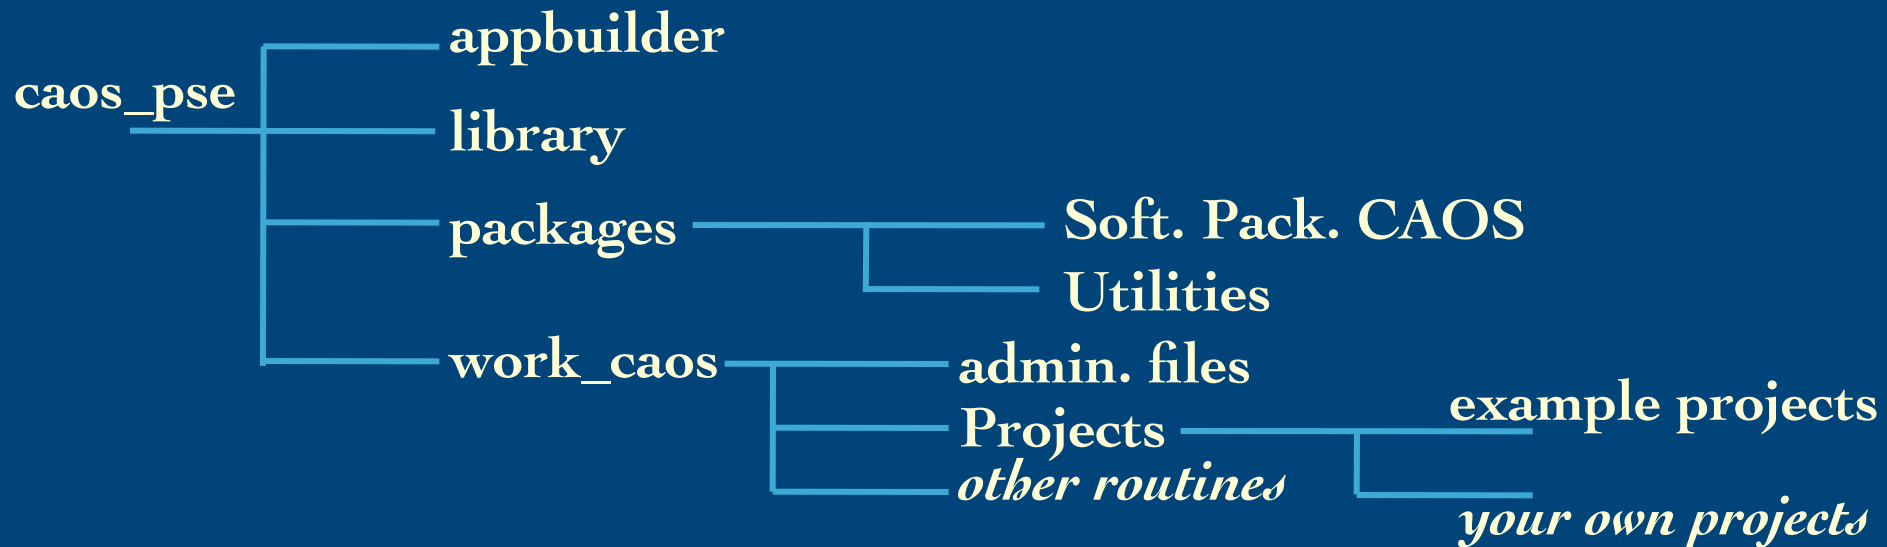 appbuilder
caos_pse
library
packages
Soft. Pack. CAOS
Utilities
work_caos
admin. files
Projects
example projects
other routines
your own projects